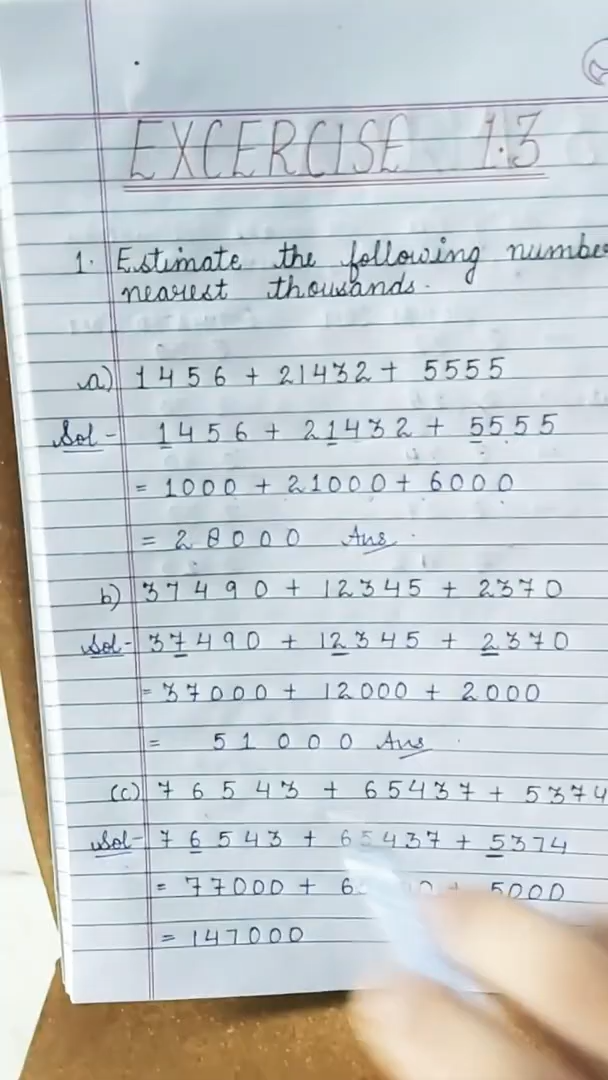 EXCERCISE 1.3
1. Estimate the following
nearest thousands.
a) 1456 + 21432 + 5555
Sol - 1456 + 21432 + 5555
= 1000 + 21000 + 6000
= 28000 Ans.
b) 37490 + 12345 + 2370
Sol - 37490 + 12345 + 2370
= 37000 + 12000 + 2000
= 51000 Ans.
(c) 76543 + 65437 + 5374
Sol - 76543 + 65437 + 5374
= 77000 + 5000
= 147000